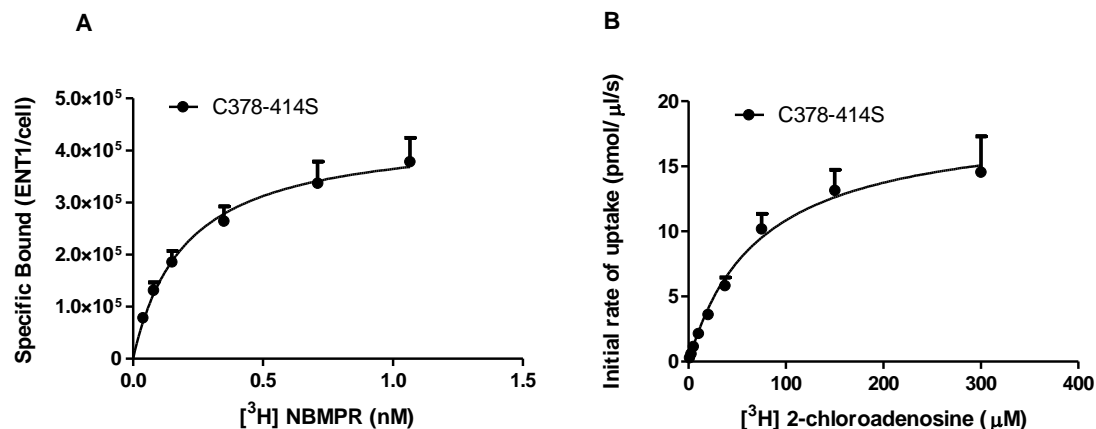 A
B
C378-414S
C378-414S
Specific Bound (ENT1/cell)
5.0×10⁵
4.0×10⁵
3.0×10⁵
2.0×10⁵
1.0×10⁵
0
0.0 0.5 1.0 1.5
[³H] NBMPR (nM)
Initial rate of uptake (pmol/ μl/s)
20
15
10
5
0
0 100 200 300 400
[³H] 2-chloroadenosine ( μM)